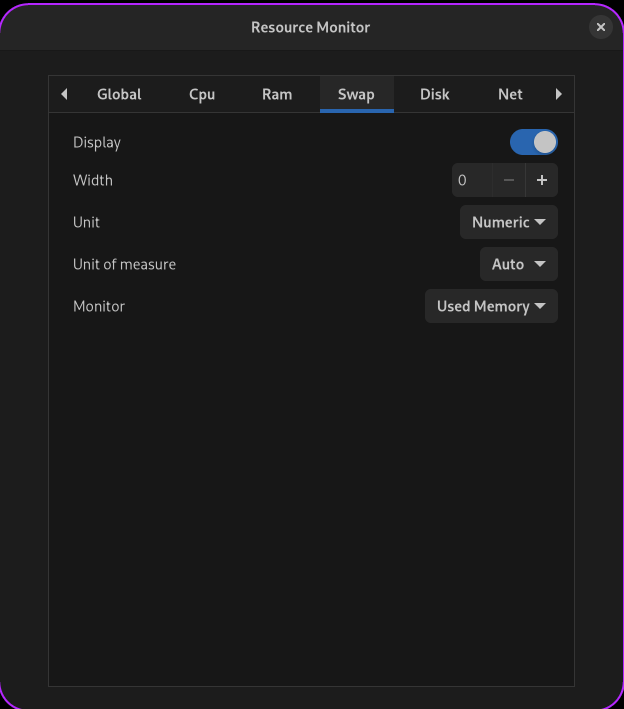 Resource Monitor
Global Cpu Ram Swap Disk Net
Display
Width 0 − +
Unit Numeric
Unit of measure Auto
Monitor Used Memory